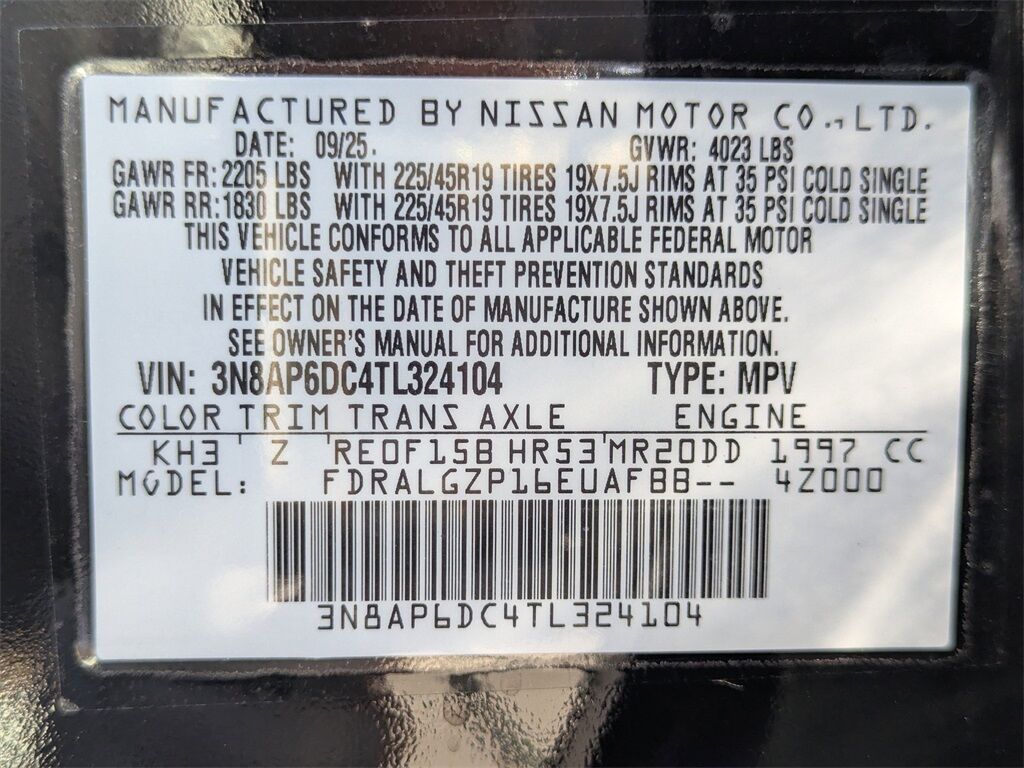 MANUFACTURED BY NISSAN MOTOR CO., LTD.
DATE: 09/25. GVWR: 4023 LBS
GAWR FR: 2205 LBS WITH 225/45R19 TIRES 19X7.5J RIMS AT 35 PSI COLD SINGLE
GAWR RR: 1830 LBS WITH 225/45R19 TIRES 19X7.5J RIMS AT 35 PSI COLD SINGLE
THIS VEHICLE CONFORMS TO ALL APPLICABLE FEDERAL MOTOR
VEHICLE SAFETY AND THEFT PREVENTION STANDARDS
IN EFFECT ON THE DATE OF MANUFACTURE SHOWN ABOVE.
SEE OWNER'S MANUAL FOR ADDITIONAL INFORMATION.
VIN: 3N8AP6DC4TL324104 TYPE: MPV
COLOR TRIM TRANS AXLE ENGINE
KH3 Z RE0F15B HR53 MR20DD 1997 CC
MODEL: FDRALGZP16EUAFBB-- 4Z000
3N8AP6DC4TL324104